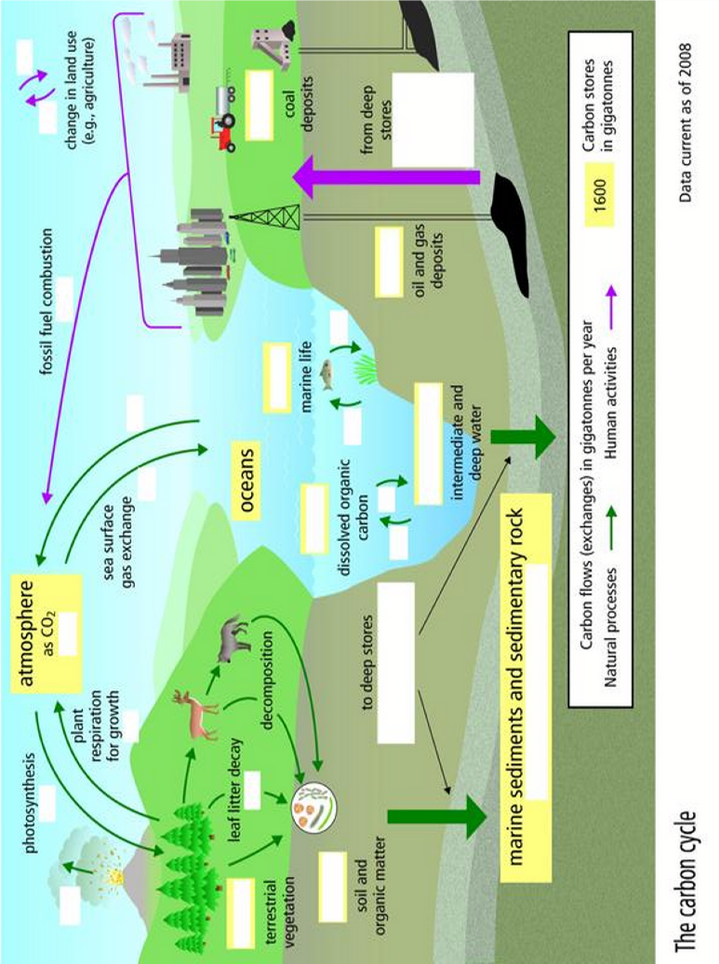 change in land use
(e.g., agriculture)
fossil fuel combustion
atmosphere
as CO₂
sea surface
gas exchange
photosynthesis
plant
respiration
for growth
coal
deposits
from deep
stores
oil and gas
deposits
marine life
oceans
dissolved organic
carbon
intermediate and
deep water
decomposition
leaf litter decay
terrestrial
vegetation
soil and
organic matter
to deep stores
marine sediments and sedimentary rock
Carbon flows (exchanges) in gigatonnes per year
Natural processes
Human activities
1600
Carbon stores
in gigatonnes
The carbon cycle
Data current as of 2008